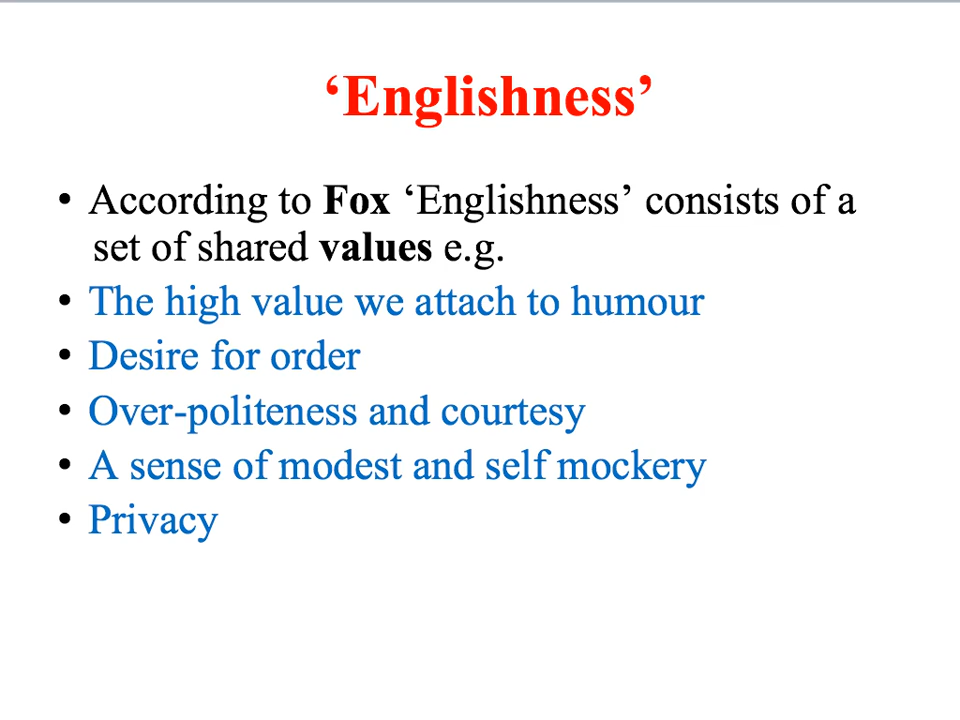 ‘Englishness’
• According to Fox ‘Englishness’ consists of a
set of shared values e.g.
• The high value we attach to humour
• Desire for order
• Over-politeness and courtesy
• A sense of modest and self mockery
• Privacy